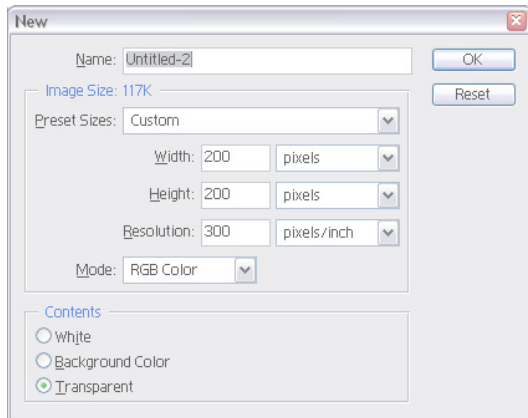 New
Name: Untitled-2 OK
Image Size: 117K Reset
Preset Sizes: Custom
Width: 200 pixels
Height: 200 pixels
Resolution: 300 pixels/inch
Mode: RGB Color
Contents
White
Background Color
Transparent